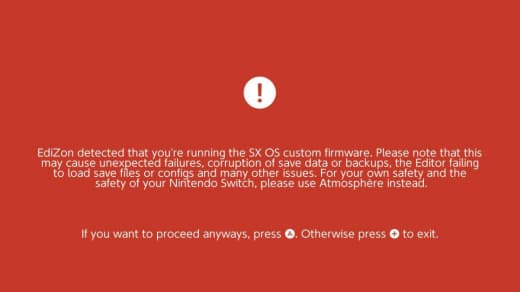 !
EdiZon detected that you're running the SX OS custom firmware. Please note that this
may cause unexpected failures, corruption of save data or backups, the Editor failing
to load save files or configs and many other issues. For your own safety and the
safety of your Nintendo Switch, please use Atmosphère instead.
If you want to proceed anyways, press A. Otherwise press + to exit.